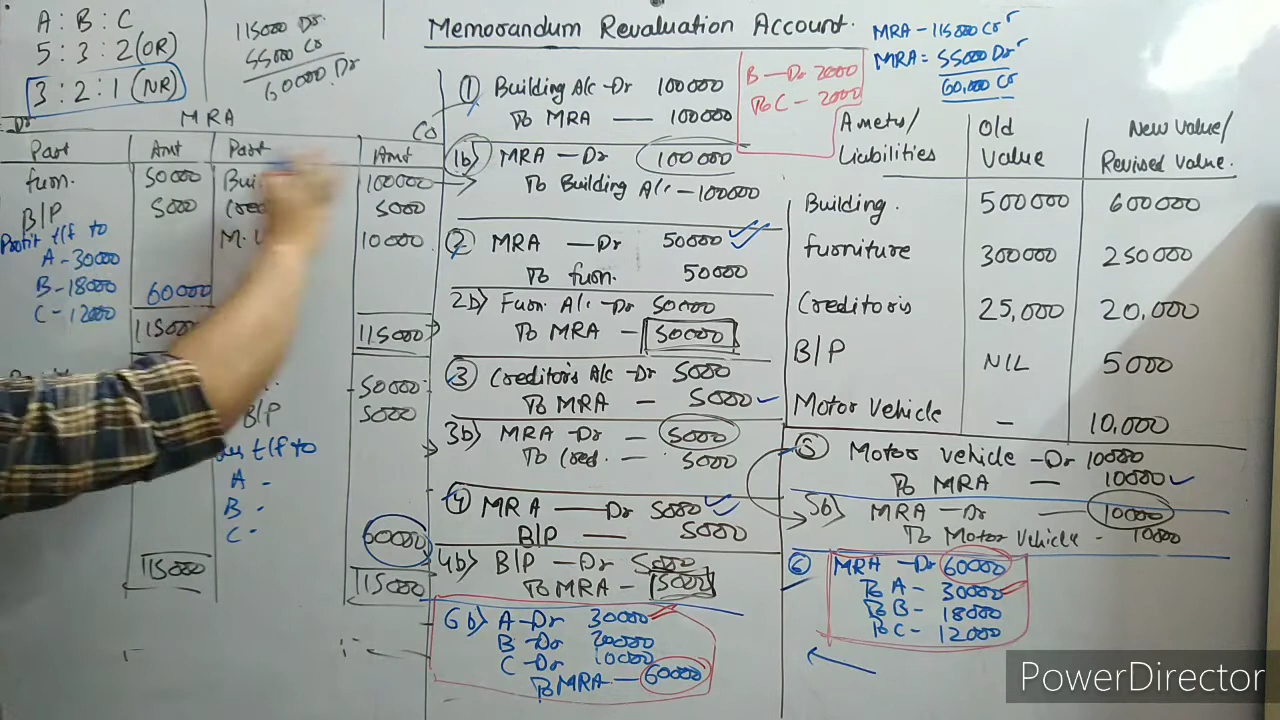 A : B : C
5 : 3 : 2 (OR)
3 : 2 : 1 (NR)
115000 Dr.
55000 Cr
60000 Dr
Memorandum Revaluation Account.
MRA - 115000 Cr
MRA = 55000 Dr
60,000 Cr
Dr MRA Cr
Part Amt Part Amt
furn. 50000 100000
B/P 5000 5000
Profit t/f to 10000
A - 30000
B - 18000 60000
C - 12000
115000 115000
50000
B/P 5000
t/f to
A -
B -
C -
60000
115000 115000
① Building A/c - Dr 100000
To MRA — 100000
1b) MRA - Dr 100000
To Building A/c - 100000
② MRA — Dr 50000
To furn. 50000
2b) Furn A/c - Dr 50000
To MRA - 50000
③ Creditors A/c - Dr 5000
To MRA - 5000
3b) MRA - Dr - 5000
To Cred. - 5000
④ MRA — Dr 5000
B/P — 5000
4b) B/P - Dr - 5000
To MRA - 5000
6b) A - Dr 30000
B - Dr 20000
C - Dr 10000
To MRA - 60000
B - Dr 2000
To C - 2000
Assets/ Liabilities Old Value New Value/ Revised Value.
Building. 500000 600000
furniture 300000 250000
Creditors 25,000 20,000
B/P NIL 5000
Motor Vehicle - 10,000
⑤ Motor vehicle - Dr 10000
To MRA — 10000
5b) MRA - Dr — 10000
To Motor Vehicle - 10000
⑥ MRA - Dr 60000
To A - 30000
To B - 18000
To C - 12000
PowerDirector